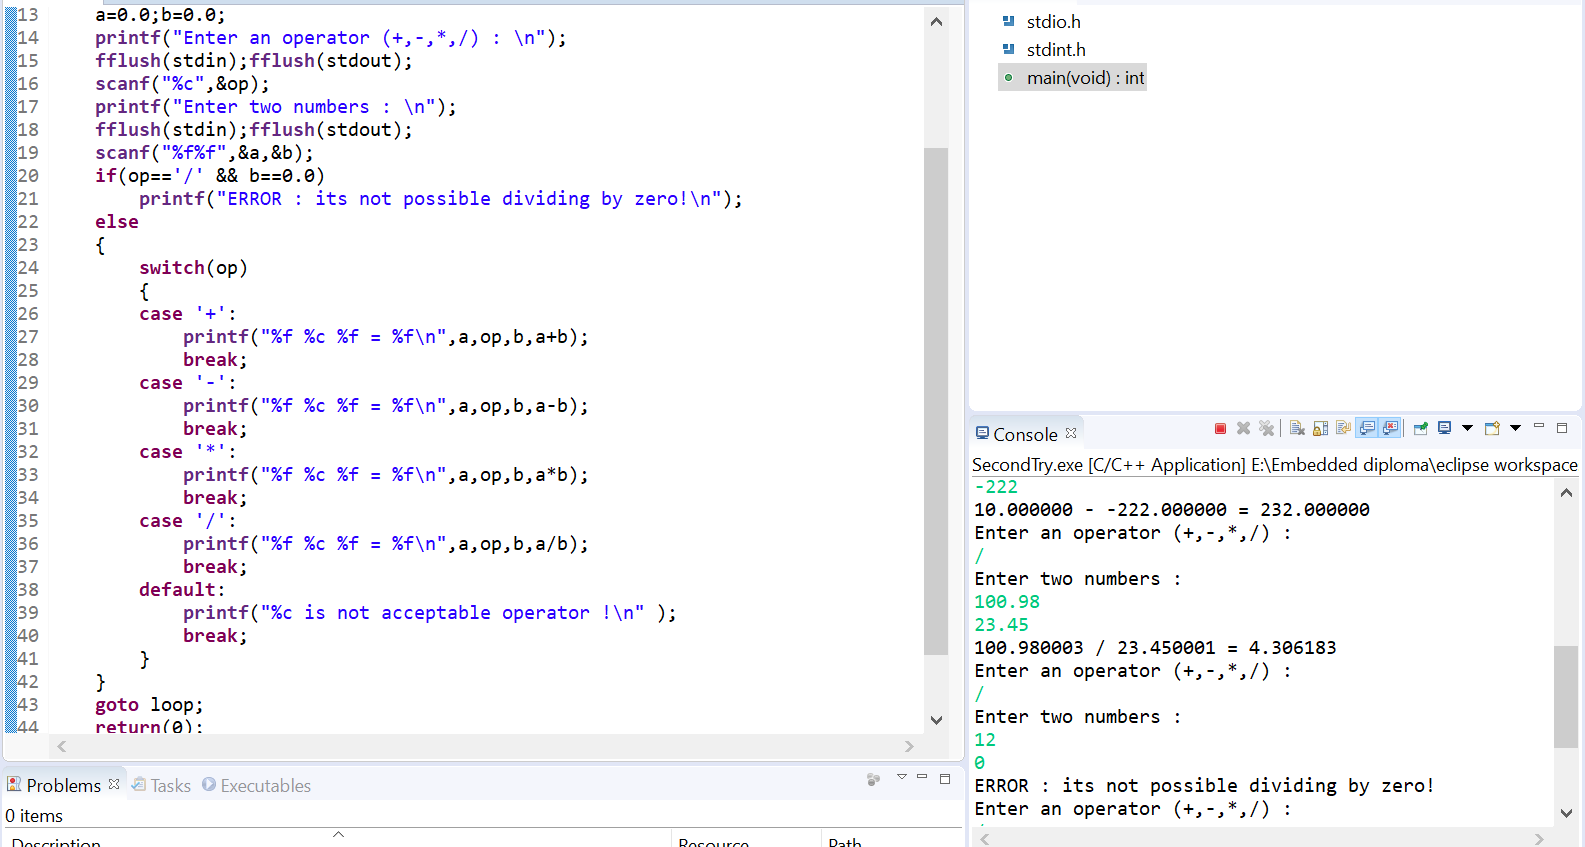 13 a=0.0;b=0.0;
14 printf("Enter an operator (+,-,*,/) : \n");
15 fflush(stdin);fflush(stdout);
16 scanf("%c",&op);
17 printf("Enter two numbers : \n");
18 fflush(stdin);fflush(stdout);
19 scanf("%f%f",&a,&b);
20 if(op=='/' && b==0.0)
21 printf("ERROR : its not possible dividing by zero!\n");
22 else
23 {
24 switch(op)
25 {
26 case '+':
27 printf("%f %c %f = %f\n",a,op,b,a+b);
28 break;
29 case '-':
30 printf("%f %c %f = %f\n",a,op,b,a-b);
31 break;
32 case '*':
33 printf("%f %c %f = %f\n",a,op,b,a*b);
34 break;
35 case '/':
36 printf("%f %c %f = %f\n",a,op,b,a/b);
37 break;
38 default:
39 printf("%c is not acceptable operator !\n" );
40 break;
41 }
42 }
43 goto loop;
44 return(0);
Problems Tasks Executables
0 items
Description Resource Path
stdio.h
stdint.h
main(void) : int
Console
SecondTry.exe [C/C++ Application] E:\Embedded diploma\eclipse workspace
-222
10.000000 - -222.000000 = 232.000000
Enter an operator (+,-,*,/) :
/
Enter two numbers :
100.98
23.45
100.980003 / 23.450001 = 4.306183
Enter an operator (+,-,*,/) :
/
Enter two numbers :
12
0
ERROR : its not possible dividing by zero!
Enter an operator (+,-,*,/) :